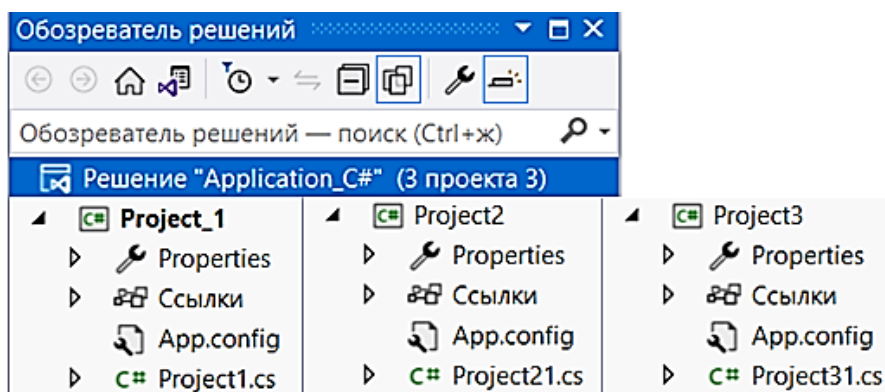 Обозреватель решений
Обозреватель решений — поиск (Ctrl+ж)
Решение "Application_C#" (3 проекта 3)
C# Project_1
Properties
Ссылки
App.config
C# Project1.cs
C# Project2
Properties
Ссылки
App.config
C# Project21.cs
C# Project3
Properties
Ссылки
App.config
C# Project31.cs